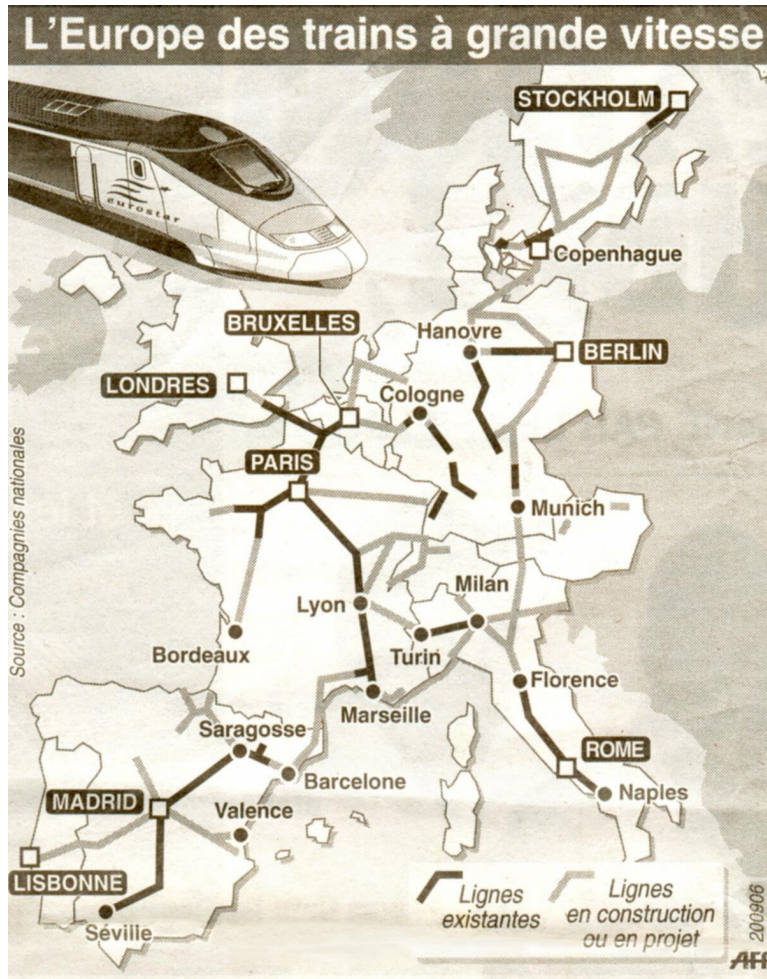 L'Europe des trains à grande vitesse
eurostar
STOCKHOLM
Copenhague
BRUXELLES
Hanovre
BERLIN
LONDRES
Cologne
PARIS
Munich
Milan
Lyon
Turin
Bordeaux
Florence
Marseille
Saragosse
ROME
Barcelone
Naples
MADRID
Valence
LISBONNE
Séville
Lignes
existantes
Lignes
en construction
ou en projet
Source : Compagnies nationales
200906
AFP